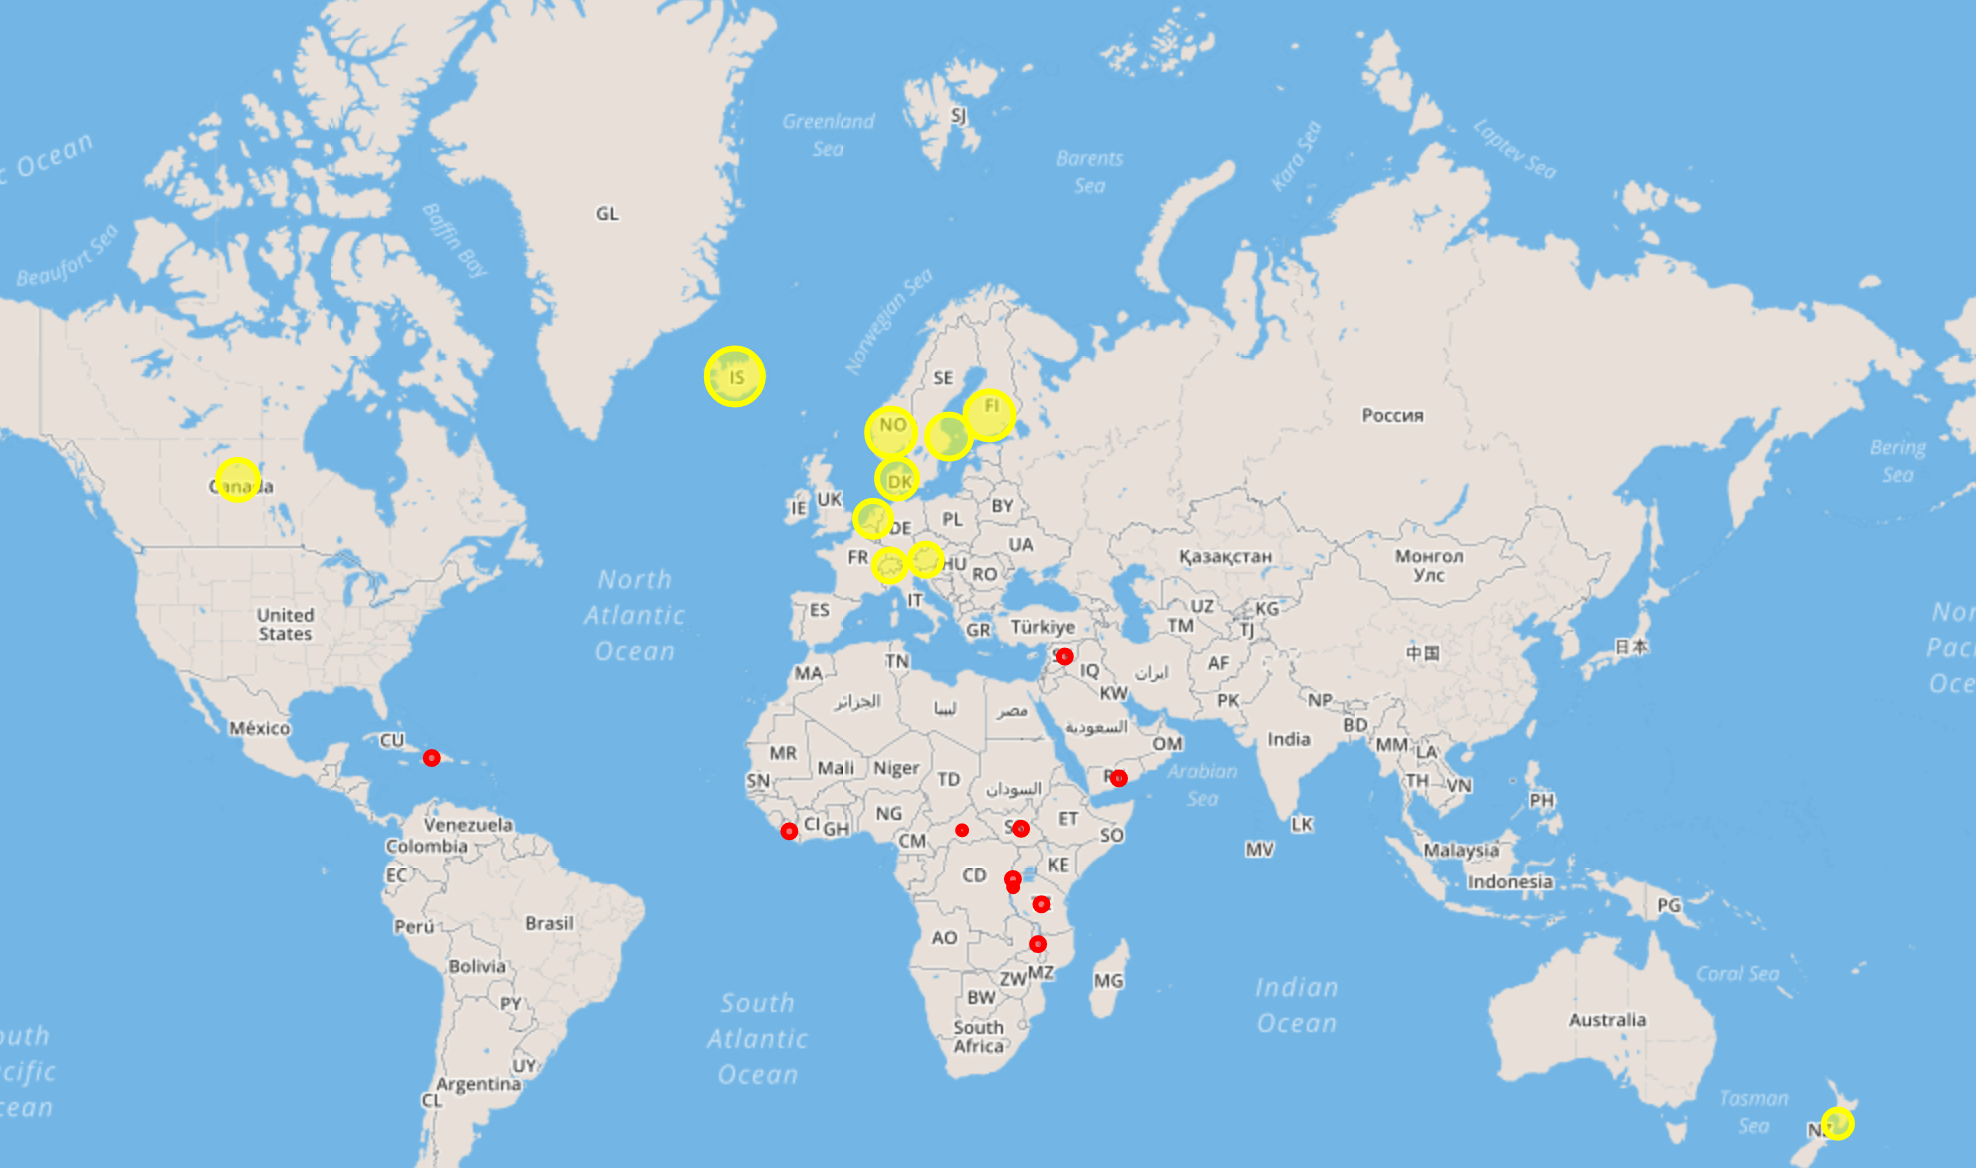 c Ocean
Beaufort Sea
Baffin Bay
GL
Greenland
Sea
SJ
Barents
Sea
Kara Sea
Laptev Sea
Norwegian Sea
IS
SE
FI
NO
DK
Россия
Bering
Sea
Canada
IE
UK
DE
PL
BY
FR
HU
UA
RO
IT
ES
GR
Türkiye
Қазақстан
Монгол
Улс
UZ
KG
TM
TJ
AF
中国
日本
North
Atlantic
Ocean
United
States
Nor
Paci
Oce
MA
TN
IQ
ایران
KW
PK
NP
BD
México
CU
الجزائر
ليبيا
مصر
السعودية
OM
India
MM
LA
TH
VN
PH
MR
Mali
Niger
TD
السودان
SN
Arabian
Sea
CI
GH
NG
CM
ET
SO
LK
MV
Venezuela
Colombia
EC
CD
KE
Malaysia
Indonesia
PG
Perú
Brasil
AO
Bolivia
ZW
MZ
MG
BW
PY
South
Africa
South
Atlantic
Ocean
Indian
Ocean
Coral Sea
Australia
outh
cific
cean
UY
Argentina
CL
Tasman
Sea